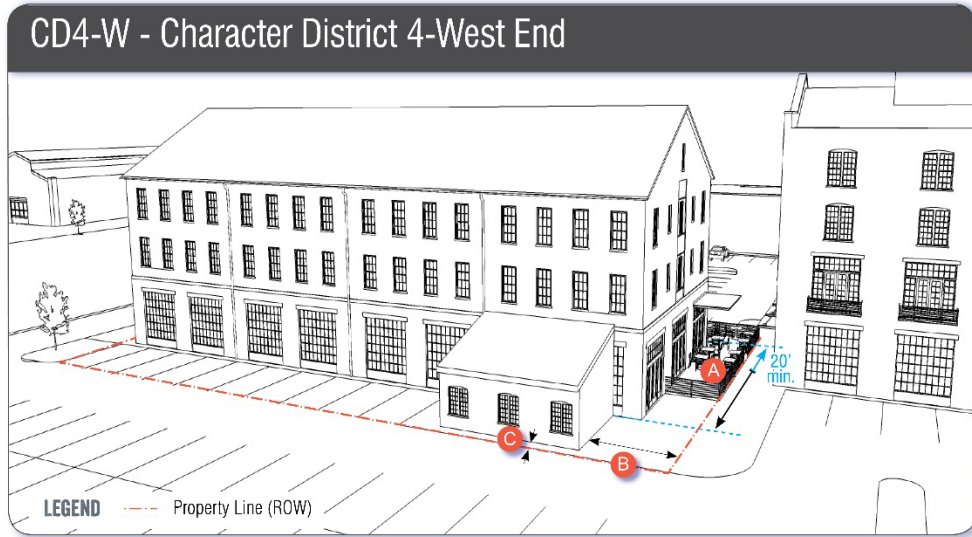 CD4-W - Character District 4-West End
A
20'
min.
C
B
LEGEND
Property Line (ROW)